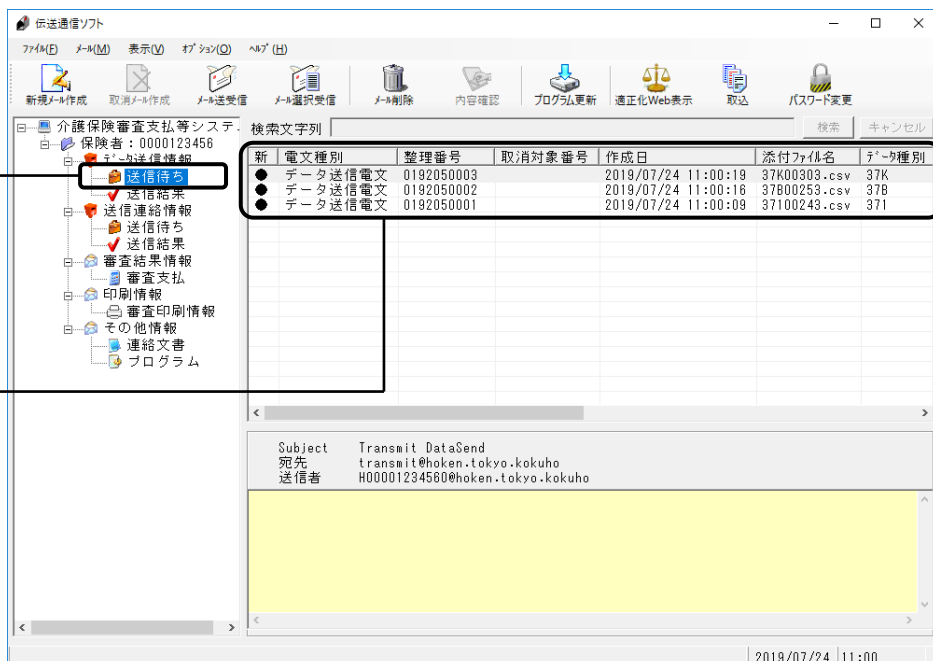 伝送通信ソフト
ファイル(F) メール(M) 表示(V) オプション(O) ヘルプ(H)
新規メール作成 取消メール作成 メール送受信 メール選択受信 メール削除 内容確認 プログラム更新 適正化Web表示 取込 パスワード変更
介護保険審査支払等システ
保険者：0000123456
データ送信情報
送信待ち
送信結果
送信連絡情報
送信待ち
送信結果
審査結果情報
審査支払
印刷情報
審査印刷情報
その他情報
連絡文書
プログラム
検索文字列 検索 キャンセル
新 電文種別 整理番号 取消対象番号 作成日 添付ファイル名 データ種別
● データ送信電文 0192050003 2019/07/24 11:00:19 37K00303.csv 37K
● データ送信電文 0192050002 2019/07/24 11:00:16 37B00253.csv 37B
● データ送信電文 0192050001 2019/07/24 11:00:09 37100243.csv 371
Subject Transmit DataSend
宛先 transmit@hoken.tokyo.kokuho
送信者 H00001234560@hoken.tokyo.kokuho
2019/07/24 11:00